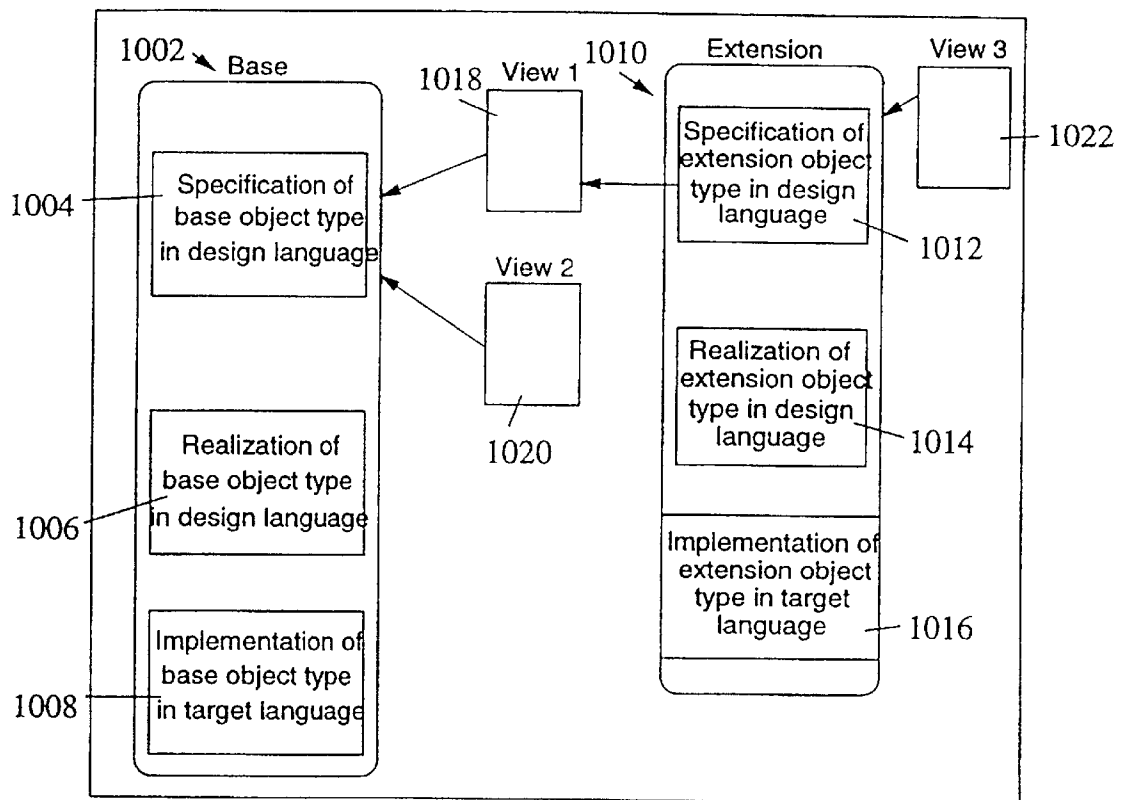 1002
Base
1004
Specification of
base object type
in design language
1006
Realization of
base object type
in design language
1008
Implementation of
base object type
in target language
1018
View 1
View 2
1020
1010
Extension
Specification of
extension object
type in design
language
1012
Realization of
extension object
type in design
language
1014
Implementation of
extension object
type in target
language
1016
View 3
1022